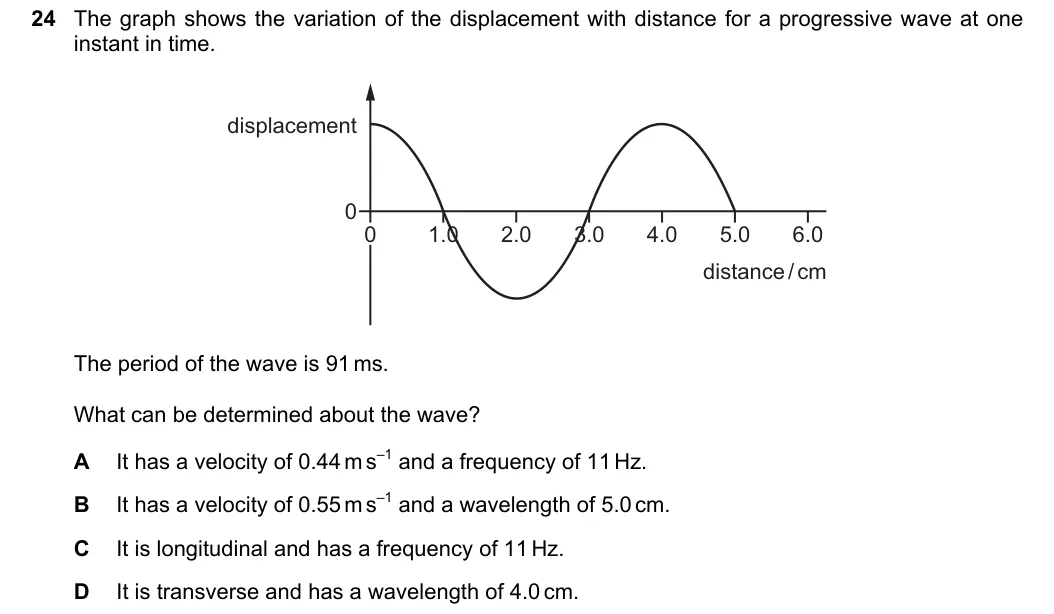 24 The graph shows the variation of the displacement with distance for a progressive wave at one
instant in time.
displacement
0
0 1.0 2.0 3.0 4.0 5.0 6.0
distance / cm
The period of the wave is 91 ms.
What can be determined about the wave?
A It has a velocity of 0.44 m s⁻¹ and a frequency of 11 Hz.
B It has a velocity of 0.55 m s⁻¹ and a wavelength of 5.0 cm.
C It is longitudinal and has a frequency of 11 Hz.
D It is transverse and has a wavelength of 4.0 cm.